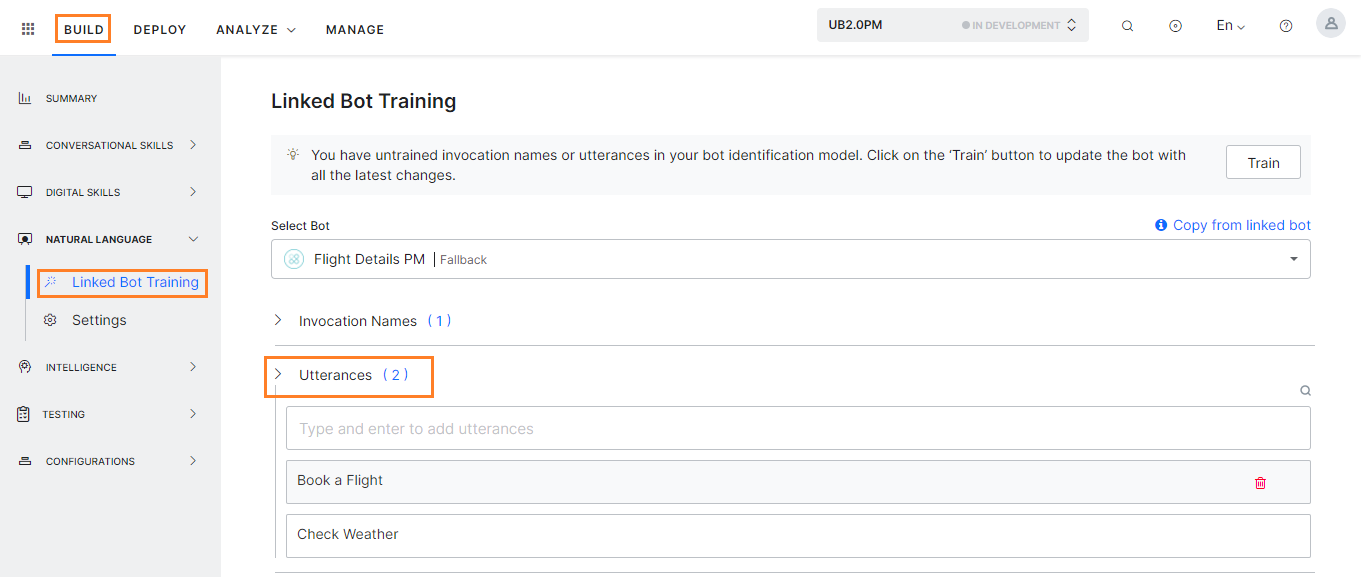 BUILD DEPLOY ANALYZE MANAGE UB2.0PM IN DEVELOPMENT En
SUMMARY
CONVERSATIONAL SKILLS
DIGITAL SKILLS
NATURAL LANGUAGE
Linked Bot Training
Settings
INTELLIGENCE
TESTING
CONFIGURATIONS
Linked Bot Training
You have untrained invocation names or utterances in your bot identification model. Click on the ‘Train’ button to update the bot with
all the latest changes.
Train
Select Bot
Copy from linked bot
Flight Details PM | Fallback
Invocation Names ( 1 )
Utterances ( 2 )
Type and enter to add utterances
Book a Flight
Check Weather